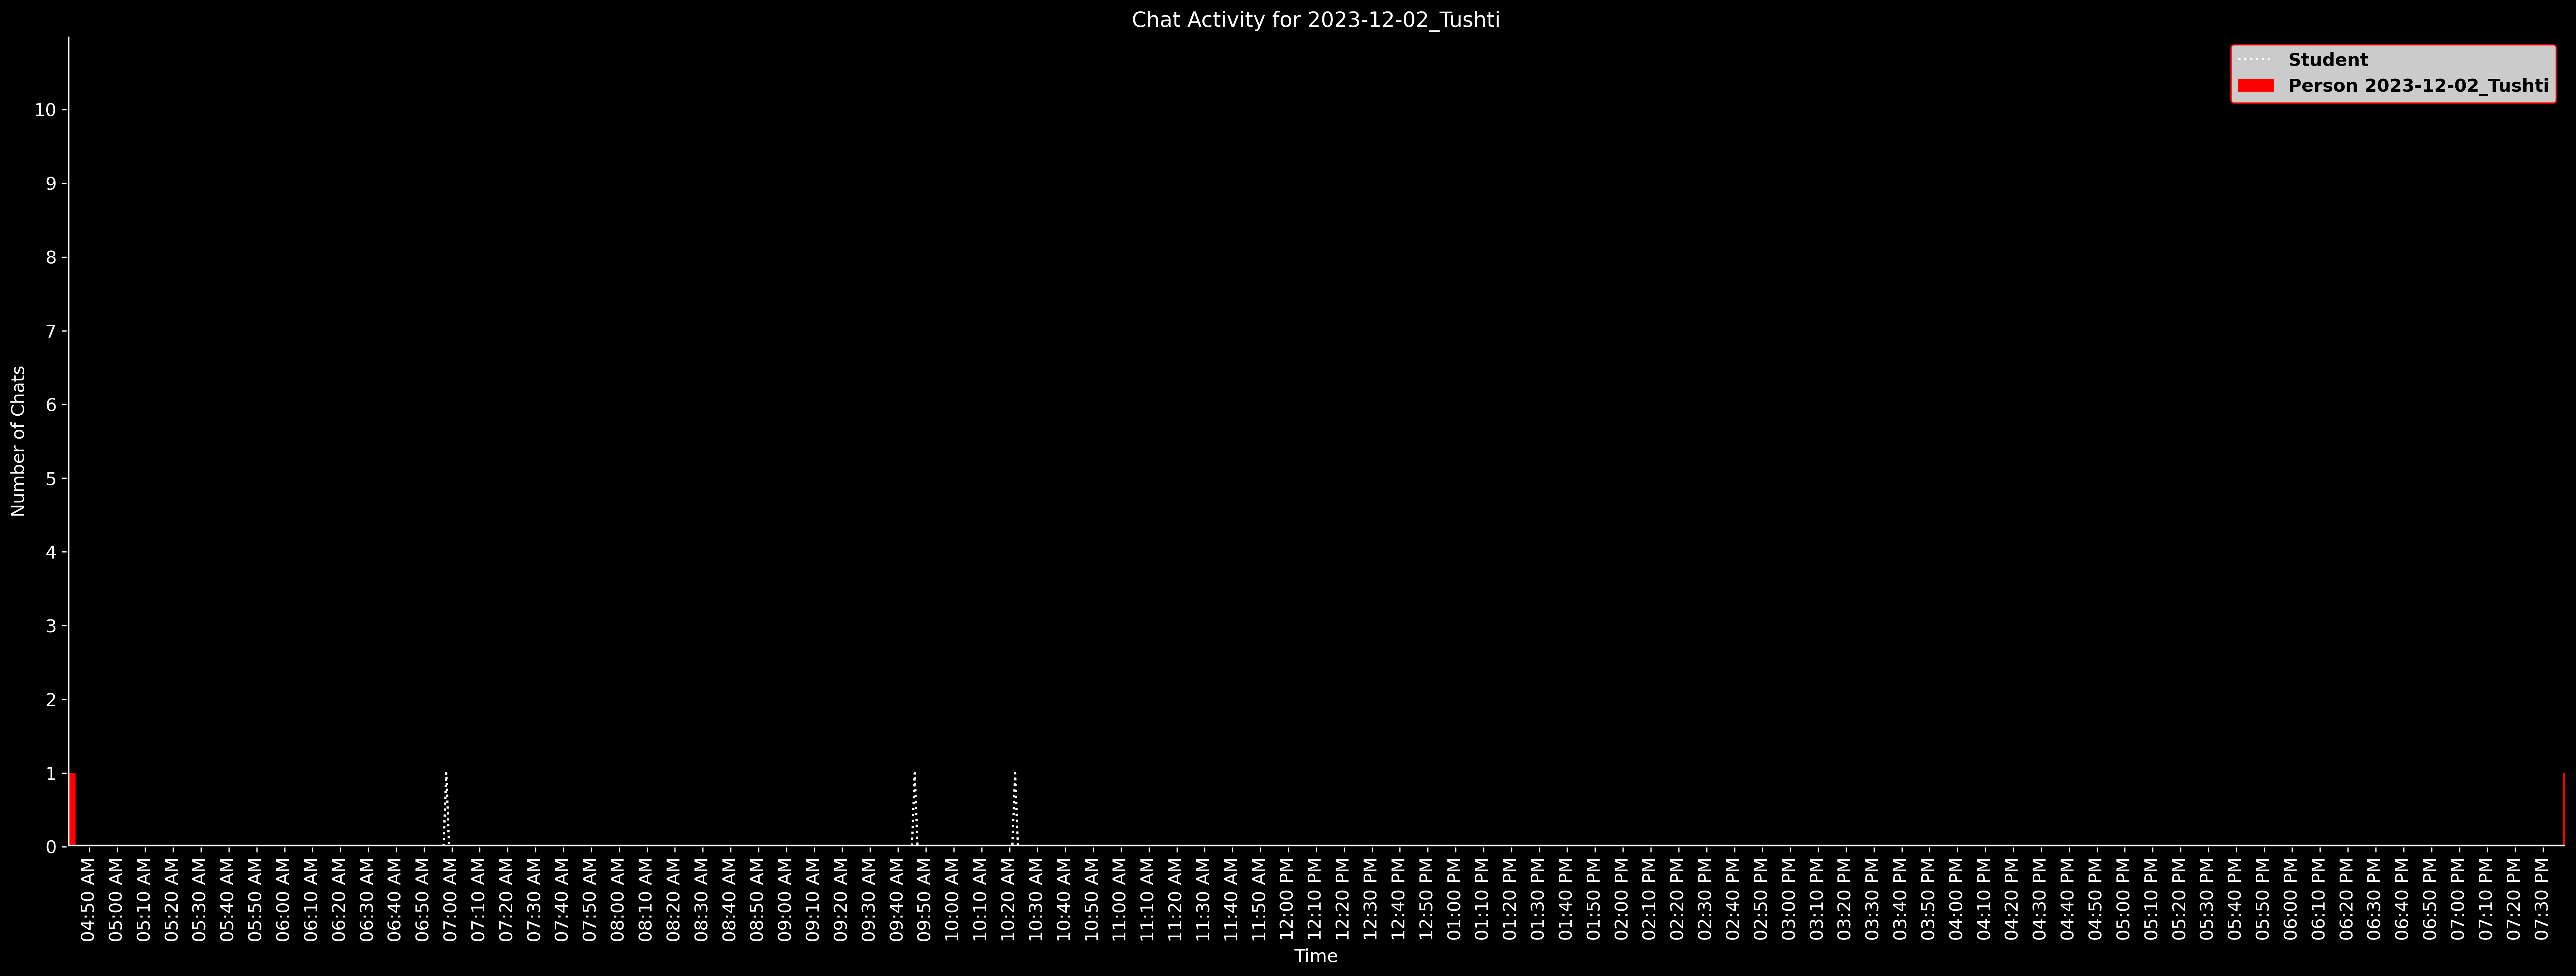 Chat Activity for 2023-12-02_Tushti
Student
Person 2023-12-02_Tushti
Number of Chats
10
9
8
7
6
5
4
3
2
1
0
04:50 AM
05:00 AM
05:10 AM
05:20 AM
05:30 AM
05:40 AM
05:50 AM
06:00 AM
06:10 AM
06:20 AM
06:30 AM
06:40 AM
06:50 AM
07:00 AM
07:10 AM
07:20 AM
07:30 AM
07:40 AM
07:50 AM
08:00 AM
08:10 AM
08:20 AM
08:30 AM
08:40 AM
08:50 AM
09:00 AM
09:10 AM
09:20 AM
09:30 AM
09:40 AM
09:50 AM
10:00 AM
10:10 AM
10:20 AM
10:30 AM
10:40 AM
10:50 AM
11:00 AM
11:10 AM
11:20 AM
11:30 AM
11:40 AM
11:50 AM
12:00 PM
12:10 PM
12:20 PM
12:30 PM
12:40 PM
12:50 PM
01:00 PM
01:10 PM
01:20 PM
01:30 PM
01:40 PM
01:50 PM
02:00 PM
02:10 PM
02:20 PM
02:30 PM
02:40 PM
02:50 PM
03:00 PM
03:10 PM
03:20 PM
03:30 PM
03:40 PM
03:50 PM
04:00 PM
04:10 PM
04:20 PM
04:30 PM
04:40 PM
04:50 PM
05:00 PM
05:10 PM
05:20 PM
05:30 PM
05:40 PM
05:50 PM
06:00 PM
06:10 PM
06:20 PM
06:30 PM
06:40 PM
06:50 PM
07:00 PM
07:10 PM
07:20 PM
07:30 PM
Time